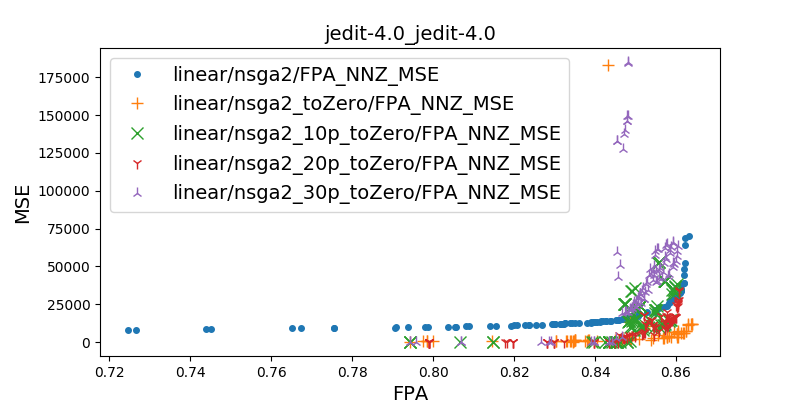 jedit-4.0_jedit-4.0
linear/nsga2/FPA_NNZ_MSE
linear/nsga2_toZero/FPA_NNZ_MSE
linear/nsga2_10p_toZero/FPA_NNZ_MSE
linear/nsga2_20p_toZero/FPA_NNZ_MSE
linear/nsga2_30p_toZero/FPA_NNZ_MSE
MSE
175000
150000
125000
100000
75000
50000
25000
0
0.72 0.74 0.76 0.78 0.80 0.82 0.84 0.86
FPA